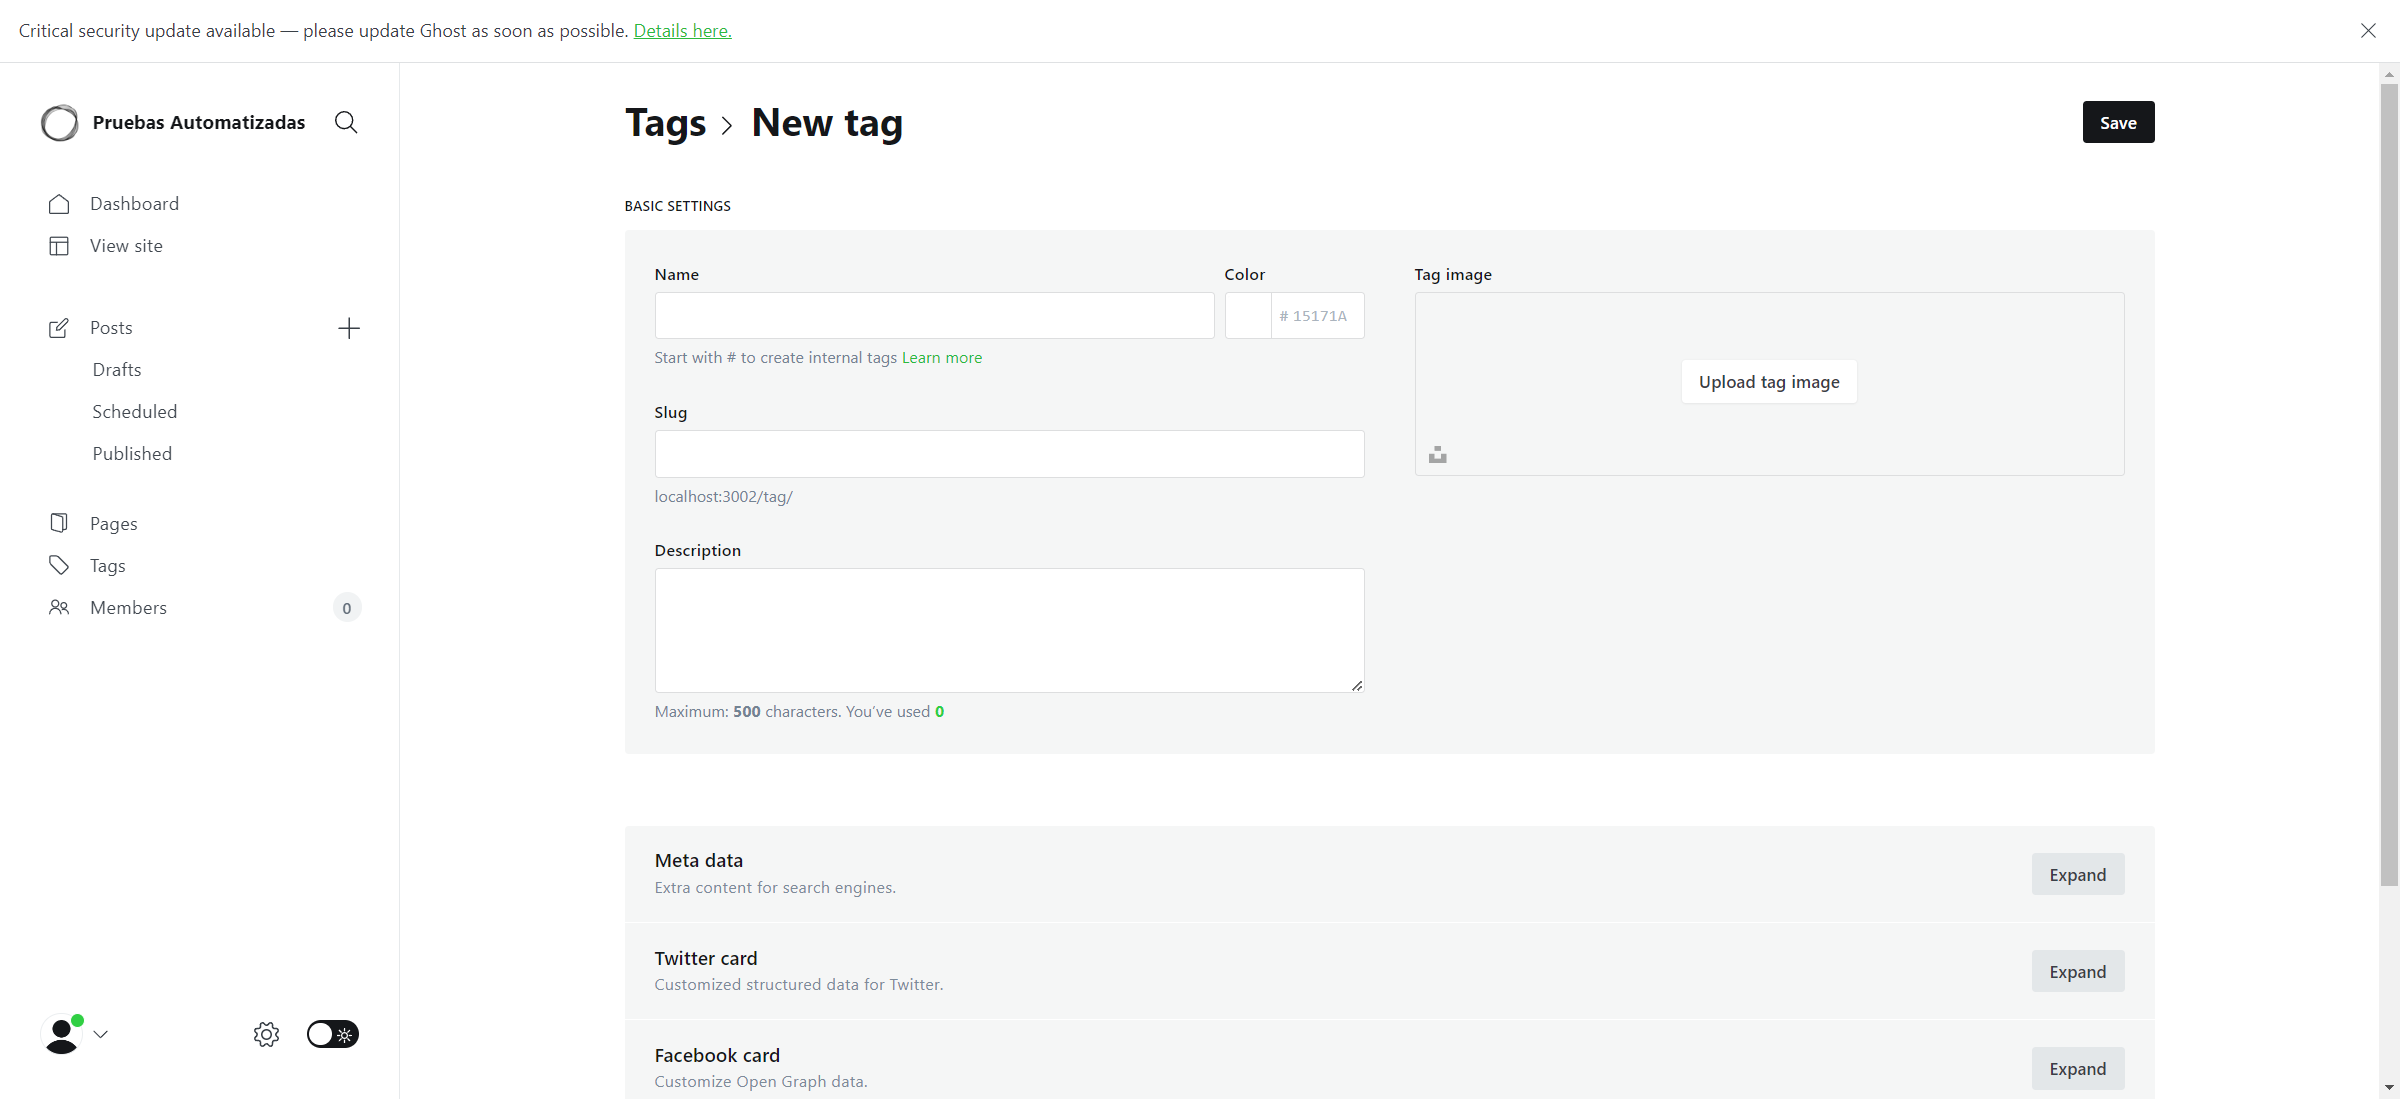 Critical security update available — please update Ghost as soon as possible. Details here.
Pruebas Automatizadas
Dashboard
View site
Posts
Drafts
Scheduled
Published
Pages
Tags
Members 0
Tags > New tag
Save
BASIC SETTINGS
Name
Color
# 15171A
Start with # to create internal tags Learn more
Slug
localhost:3002/tag/
Description
Maximum: 500 characters. You’ve used 0
Tag image
Upload tag image
Meta data
Extra content for search engines.
Expand
Twitter card
Customized structured data for Twitter.
Expand
Facebook card
Customize Open Graph data.
Expand